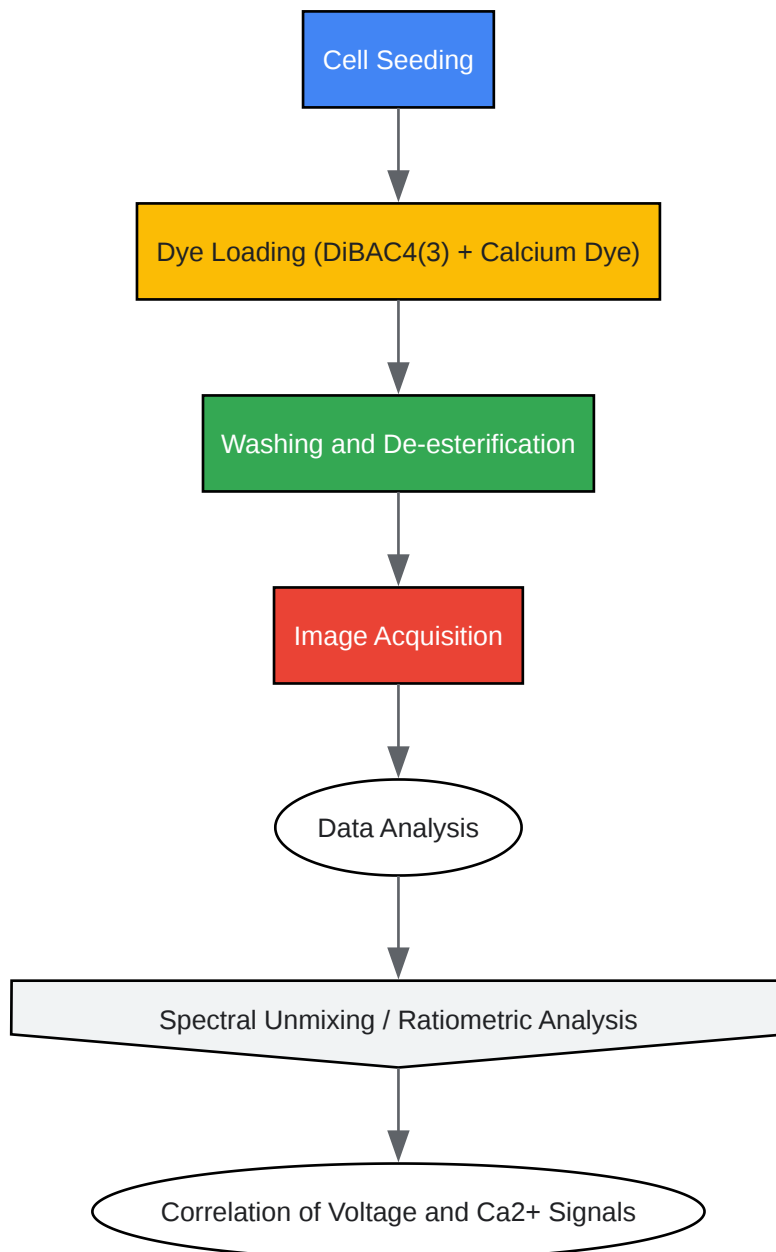 Cell Seeding
Dye Loading (DiBAC4(3) + Calcium Dye)
Washing and De-esterification
Image Acquisition
Data Analysis
Spectral Unmixing / Ratiometric Analysis
Correlation of Voltage and Ca2+ Signals